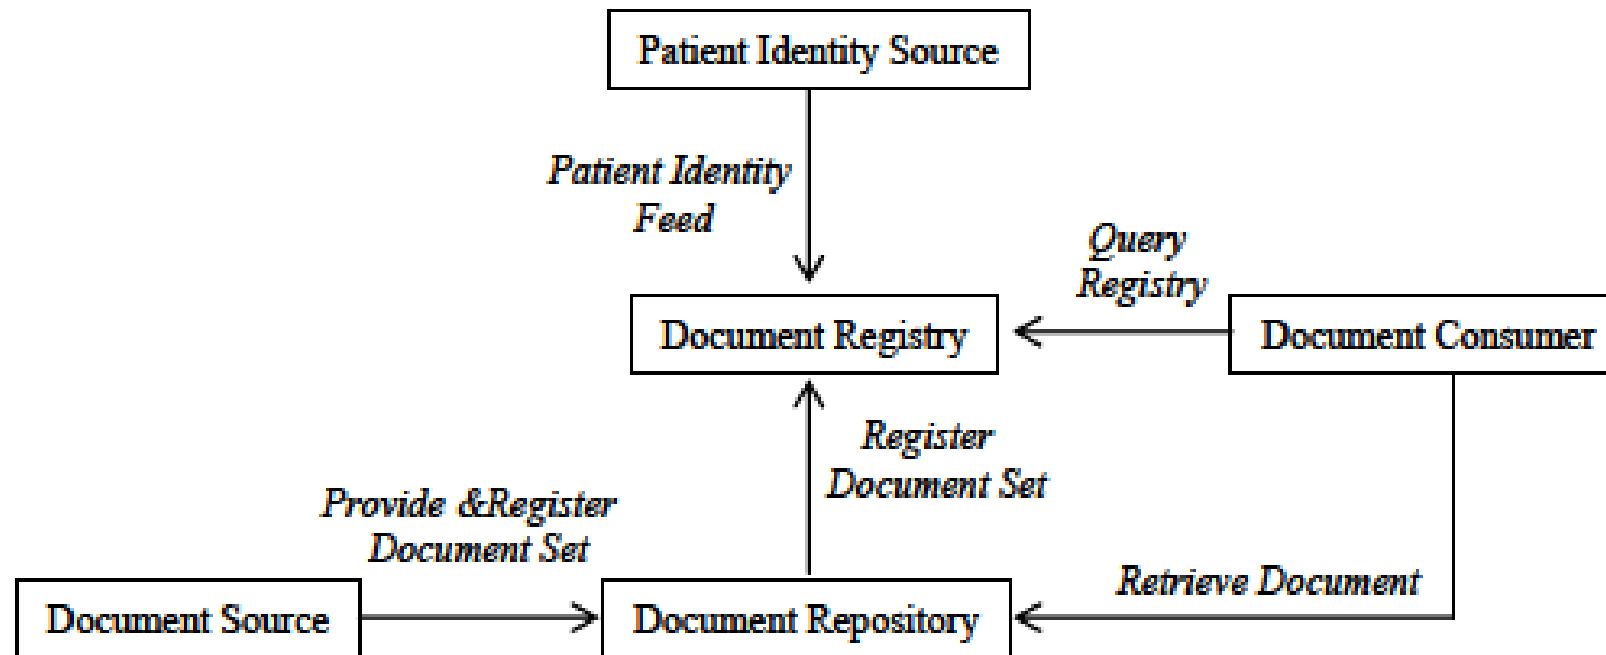 Patient Identity Source
Patient Identity
Feed
Query
Registry
Document Registry
Document Consumer
Register
Document Set
Provide &Register
Document Set
Retrieve Document
Document Source
Document Repository